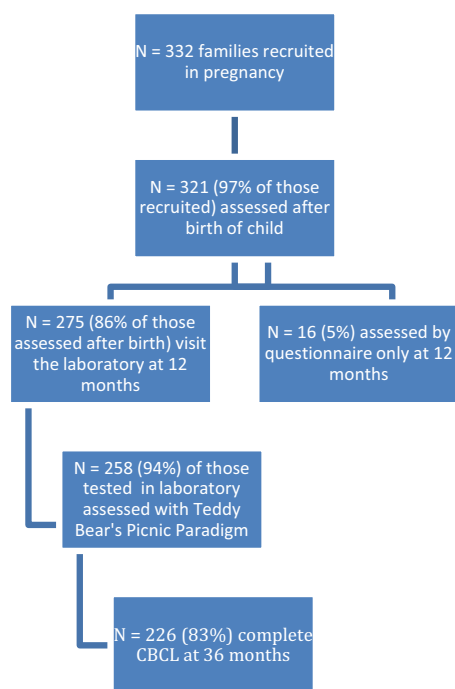 N = 332 families recruited
in pregnancy
N = 321 (97% of those
recruited) assessed after
birth of child
N = 275 (86% of those
assessed after birth) visit
the laboratory at 12
months
N = 16 (5%) assessed by
questionnaire only at 12
months
N = 258 (94%) of those
tested in laboratory
assessed with Teddy
Bear's Picnic Paradigm
N = 226 (83%) complete
CBCL at 36 months